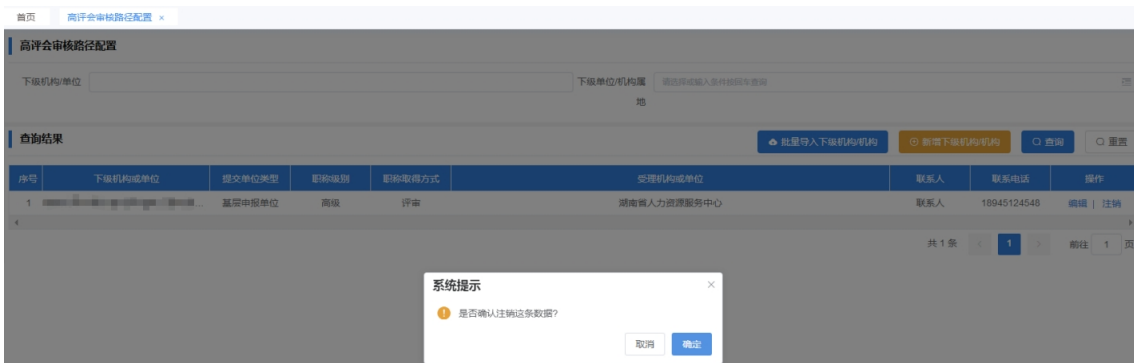 首页 高评会审核路径配置 ×
高评会审核路径配置
下级机构/单位 下级单位/机构属地 请选择或输入条件按回车查询
查询结果 批量导入下级机构/机构 新增下级机构/机构 查询 重置
序号 下级机构或单位 提交单位类型 职称级别 职称取得方式 受理机构或单位 联系人 联系电话 操作
1 基层申报单位 高级 评审 湖南省人力资源服务中心 联系人 18945124548 编辑 | 注销
共 1 条 < 1 > 前往 1 页
系统提示 ×
是否确认注销这条数据?
取消 确定